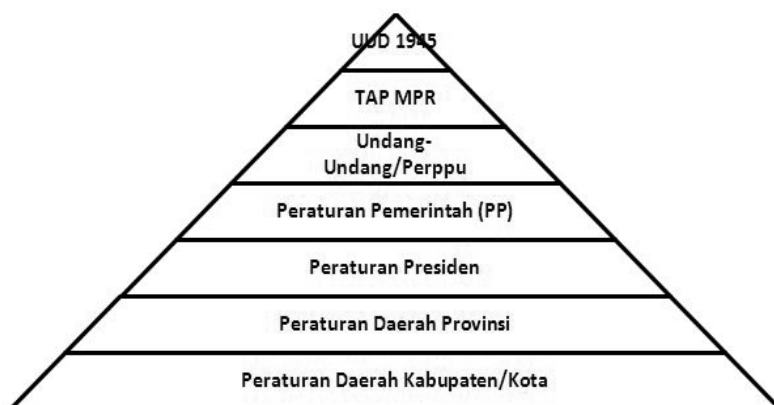 UUD 1945
TAP MPR
Undang-
Undang/Perppu
Peraturan Pemerintah (PP)
Peraturan Presiden
Peraturan Daerah Provinsi
Peraturan Daerah Kabupaten/Kota